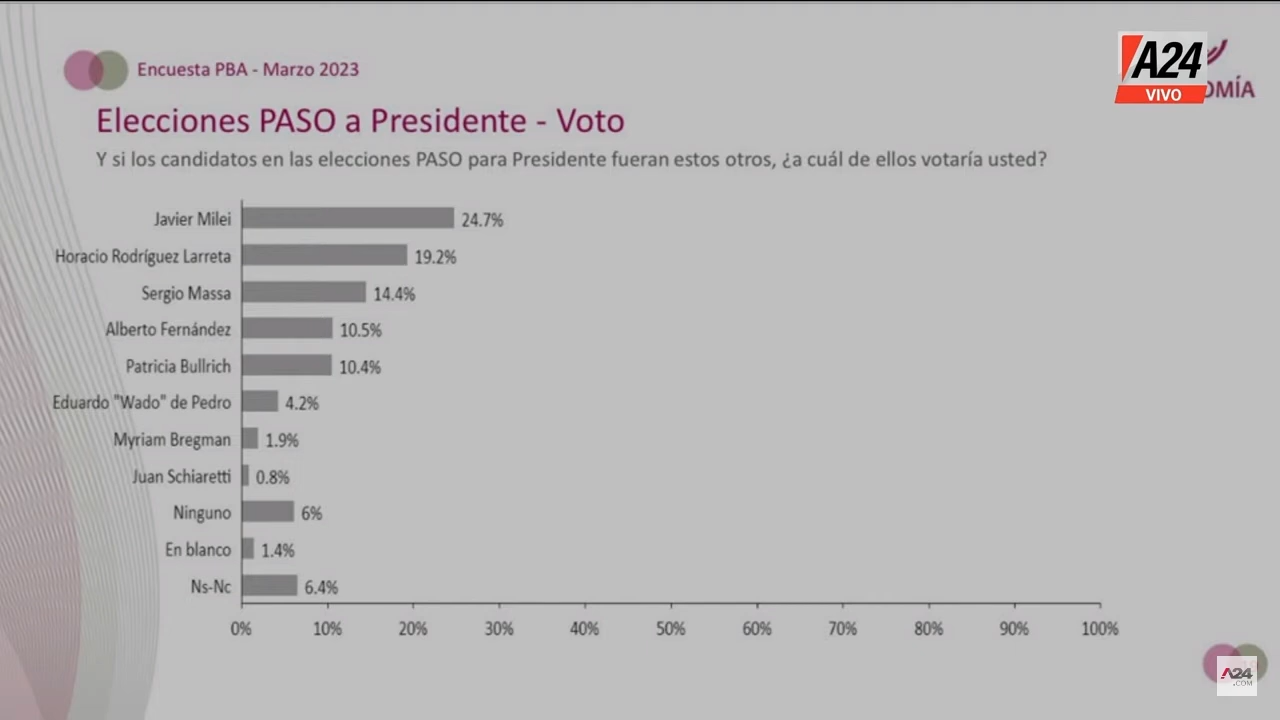 A24
VIVO
Encuesta PBA - Marzo 2023
Elecciones PASO a Presidente - Voto
Y si los candidatos en las elecciones PASO para Presidente fueran estos otros, ¿a cuál de ellos votaría usted?
Javier Milei 24.7%
Horacio Rodríguez Larreta 19.2%
Sergio Massa 14.4%
Alberto Fernández 10.5%
Patricia Bullrich 10.4%
Eduardo "Wado" de Pedro 4.2%
Myriam Bregman 1.9%
Juan Schiaretti 0.8%
Ninguno 6%
En blanco 1.4%
Ns-Nc 6.4%
0% 10% 20% 30% 40% 50% 60% 70% 80% 90% 100%
A24
.COM